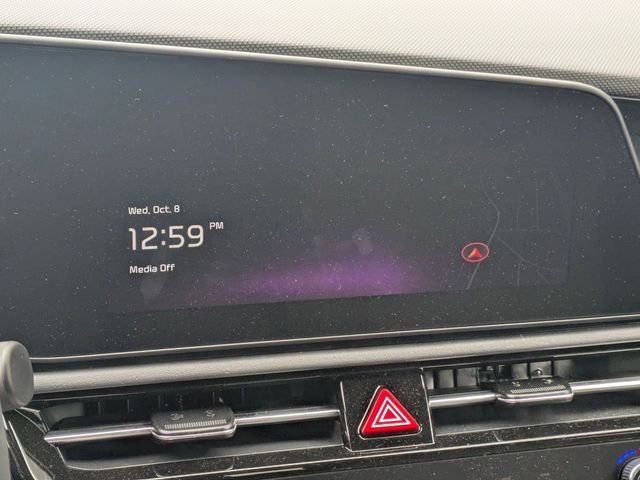 Wed, Oct, 8
12:59 PM
Media Off